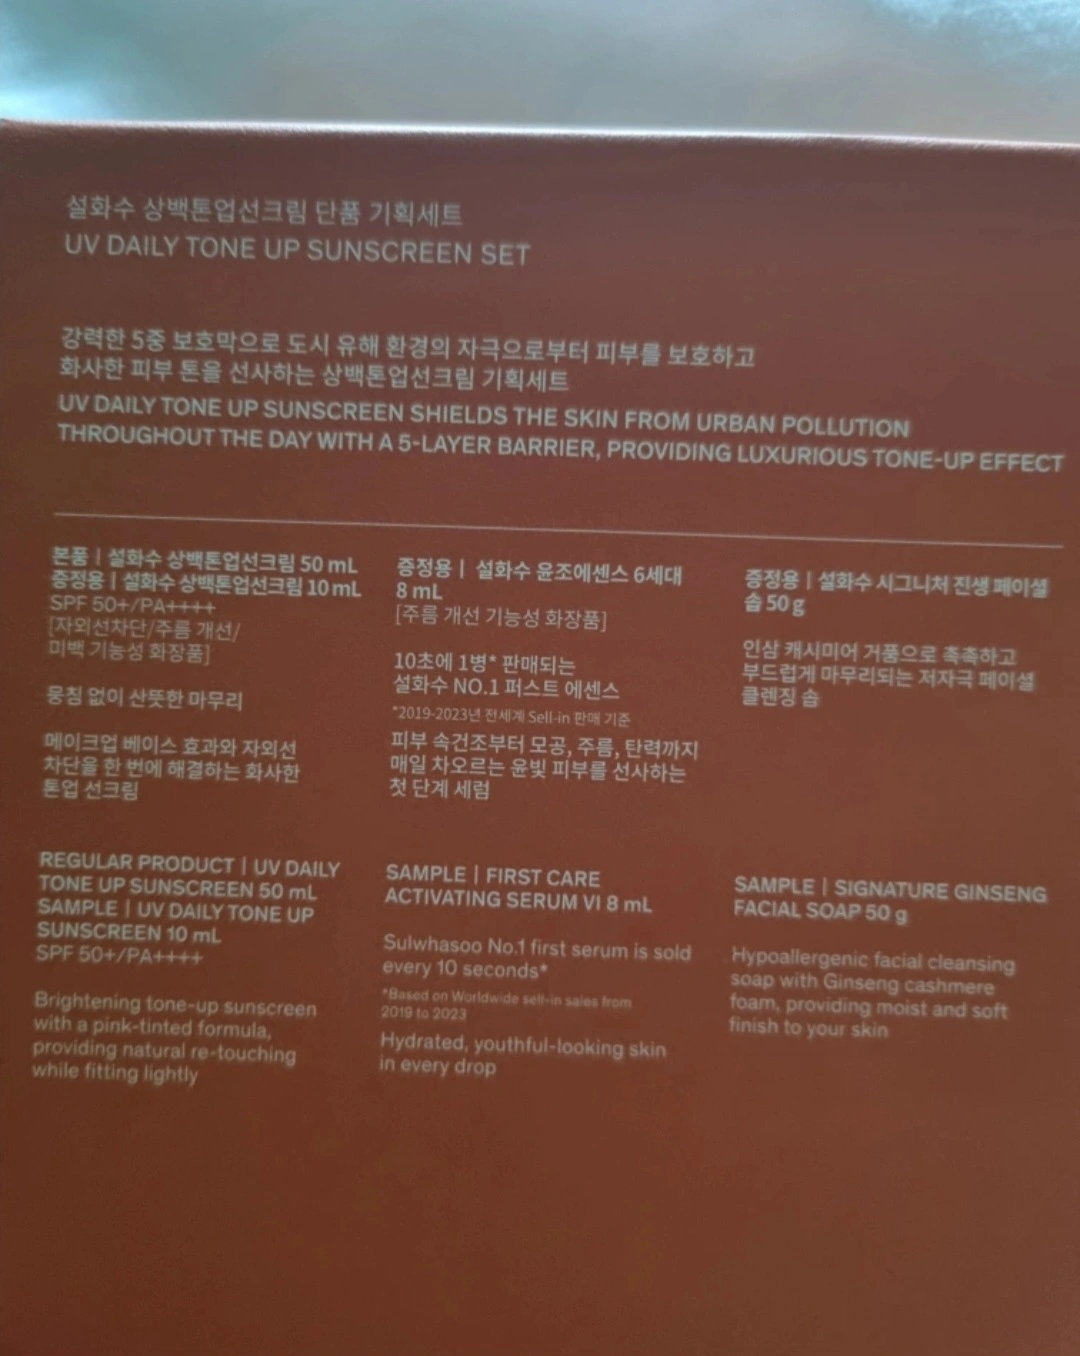 설화수 상백톤업선크림 단품 기획세트
UV DAILY TONE UP SUNSCREEN SET
강력한 5중 보호막으로 도시 유해 환경의 자극으로부터 피부를 보호하고
화사한 피부 톤을 선사하는 상백톤업선크림 기획세트
UV DAILY TONE UP SUNSCREEN SHIELDS THE SKIN FROM URBAN POLLUTION
THROUGHOUT THE DAY WITH A 5-LAYER BARRIER, PROVIDING LUXURIOUS TONE-UP EFFECT
본품 | 설화수 상백톤업선크림 50 mL
증정용 | 설화수 상백톤업선크림 10 mL
SPF 50+/PA++++
[자외선차단/주름 개선/
미백 기능성 화장품]
뭉침 없이 산뜻한 마무리
메이크업 베이스 효과와 자외선
차단을 한 번에 해결하는 화사한
톤업 선크림
증정용 | 설화수 윤조에센스 6세대
8 mL
[주름 개선 기능성 화장품]
10초에 1병* 판매되는
설화수 NO.1 퍼스트 에센스
*2019-2023년 전세계 Sell-in 판매 기준
피부 속건조부터 모공, 주름, 탄력까지
매일 차오르는 윤빛 피부를 선사하는
첫 단계 세럼
증정용 | 설화수 시그니처 진생 페이셜
솝 50 g
인삼 캐시미어 거품으로 촉촉하고
부드럽게 마무리되는 저자극 페이셜
클렌징 솝
REGULAR PRODUCT | UV DAILY
TONE UP SUNSCREEN 50 mL
SAMPLE | UV DAILY TONE UP
SUNSCREEN 10 mL
SPF 50+/PA++++
Brightening tone-up sunscreen
with a pink-tinted formula,
providing natural re-touching
while fitting lightly
SAMPLE | FIRST CARE
ACTIVATING SERUM VI 8 mL
Sulwhasoo No.1 first serum is sold
every 10 seconds*
*Based on Worldwide sell-in sales from
2019 to 2023
Hydrated, youthful-looking skin
in every drop
SAMPLE | SIGNATURE GINSENG
FACIAL SOAP 50 g
Hypoallergenic facial cleansing
soap with Ginseng cashmere
foam, providing moist and soft
finish to your skin